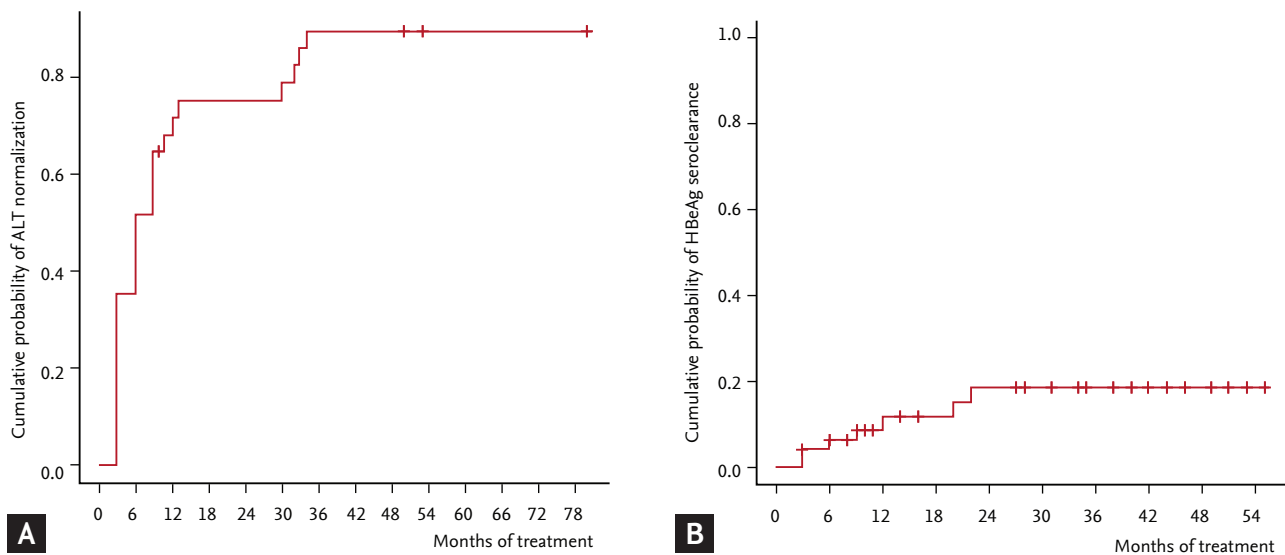 Cumulative probability of ALT normalization
0.8
0.6
0.4
0.2
0.0
0 6 12 18 24 30 36 42 48 54 60 66 72 78
Months of treatment
A
Cumulative probability of HBeAg seroclearance
1.0
0.8
0.6
0.4
0.2
0.0
0 6 12 18 24 30 36 42 48 54
Months of treatment
B